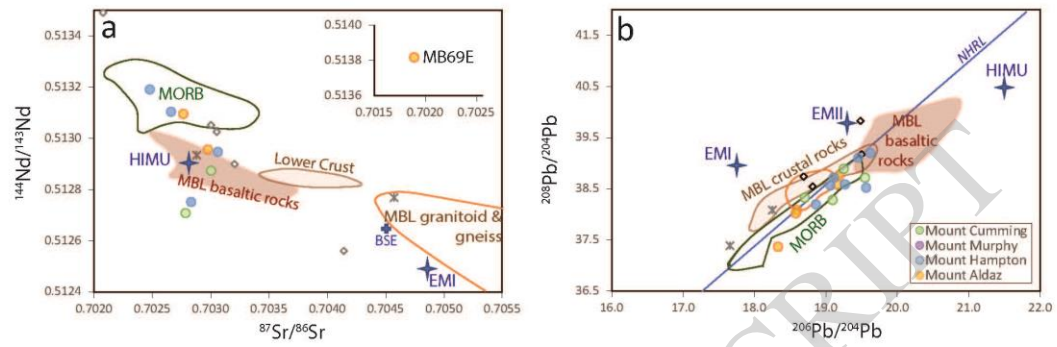 a
¹⁴⁴Nd/¹⁴³Nd
0.5134
0.5132
0.5130
0.5128
0.5126
0.5124
0.702
0.7025
0.703
0.7035
0.704
0.7045
0.705
0.7055
⁸⁷Sr/⁸⁶Sr
0.5140
0.5138
0.5136
0.7015
0.7020
0.7025
MB69E
MORB
HIMU
MBL basaltic rocks
Lower Crust
MBL granitoid &
gneiss
BSE
EMI
b
²⁰⁸Pb/²⁰⁴Pb
41.5
40.5
39.5
38.5
37.5
36.5
16.0
17.0
18.0
19.0
20.0
21.0
22.0
²⁰⁶Pb/²⁰⁴Pb
NHRL
HIMU
EMII
EMI
MBL
basaltic
rocks
MBL crustal rocks
MORB
Mount Cumming
Mount Murphy
Mount Hampton
Mount Aldaz
SCRIPT